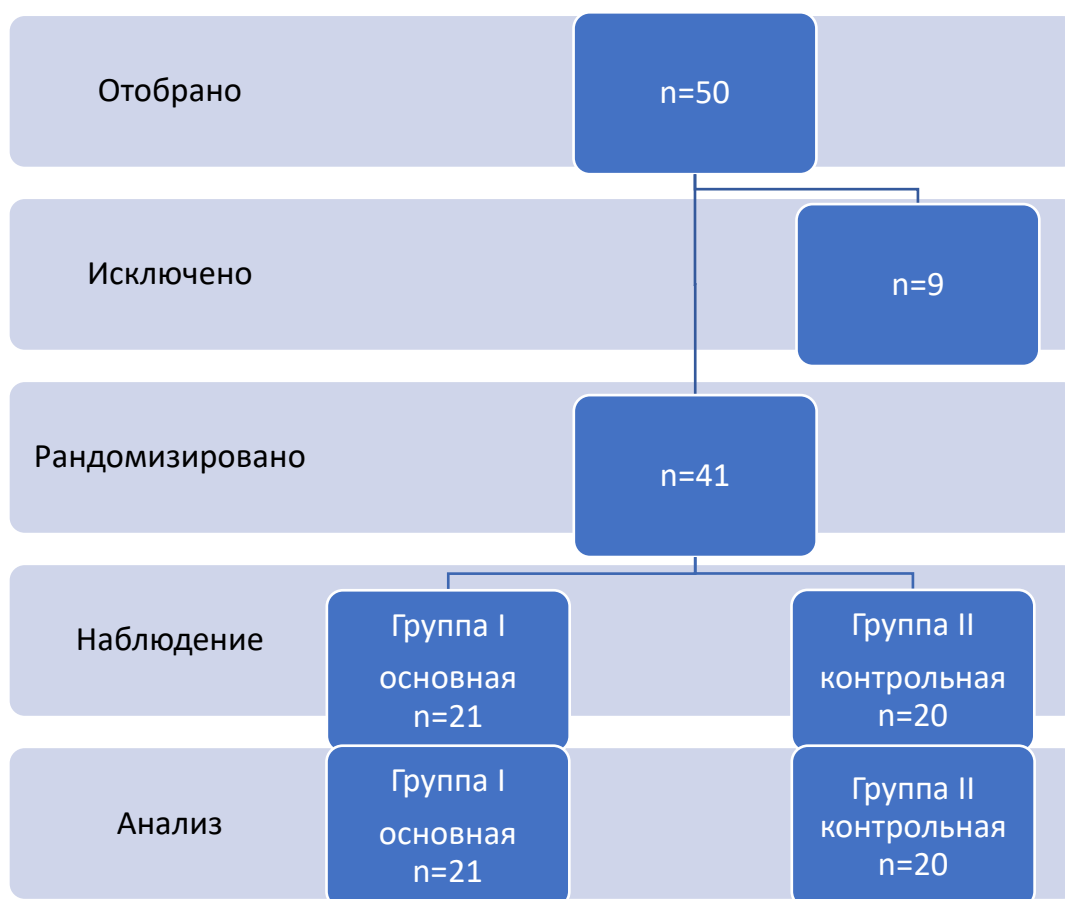 Отобрано
n=50
Исключено
n=9
Рандомизировано
n=41
Наблюдение
Группа I
основная
n=21
Группа II
контрольная
n=20
Анализ
Группа I
основная
n=21
Группа II
контрольная
n=20